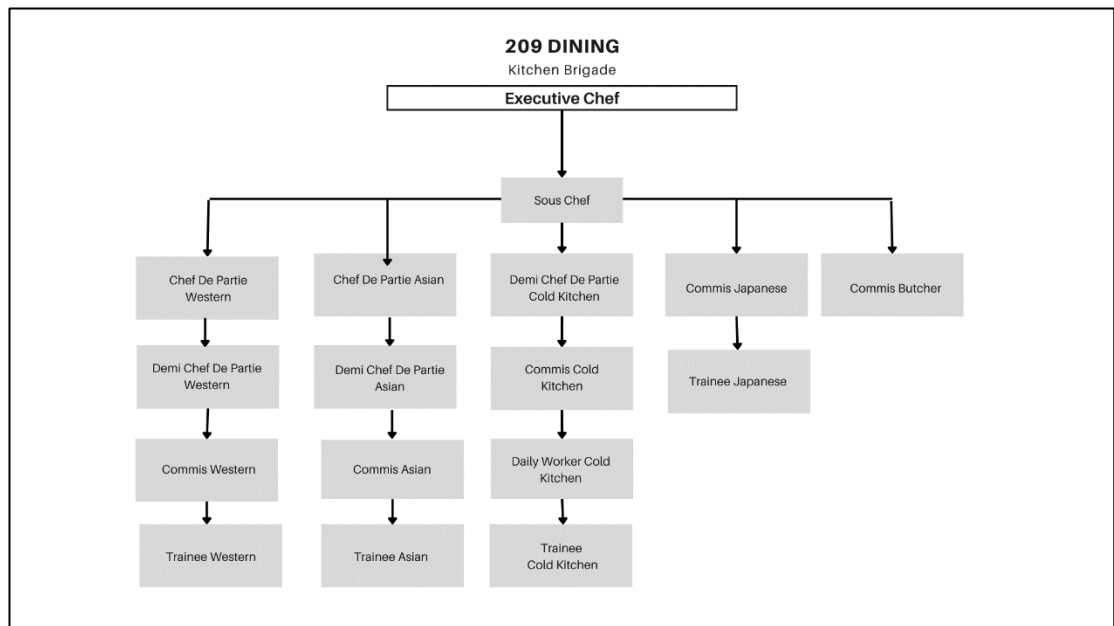 209 DINING
Kitchen Brigade
Executive Chef
Sous Chef
Chef De Partie
Western
Chef De Partie Asian
Demi Chef De Partie
Cold Kitchen
Commis Japanese
Commis Butcher
Demi Chef De Partie
Western
Demi Chef De Partie
Asian
Commis Cold
Kitchen
Trainee Japanese
Commis Western
Commis Asian
Daily Worker Cold
Kitchen
Trainee Western
Trainee Asian
Trainee
Cold Kitchen